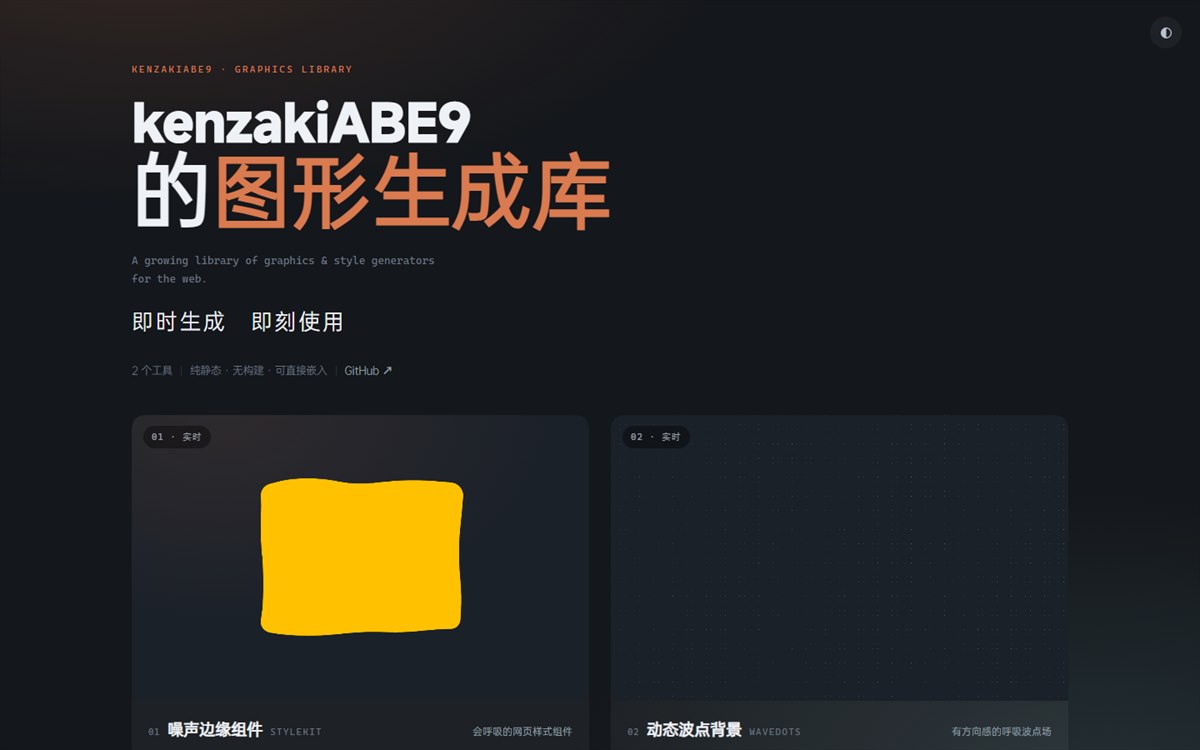 KENZAKIABE9 · GRAPHICS LIBRARY
kenzakiABE9
的图形生成库
A growing library of graphics & style generators
for the web.
即时生成 即刻使用
2 个工具 | 纯静态 · 无构建 · 可直接嵌入 | GitHub ↗
01 · 实时
02 · 实时
01 噪声边缘组件 STYLEKIT 会呼吸的网页样式组件
02 动态波点背景 WAVEDOTS 有方向感的呼吸波点场